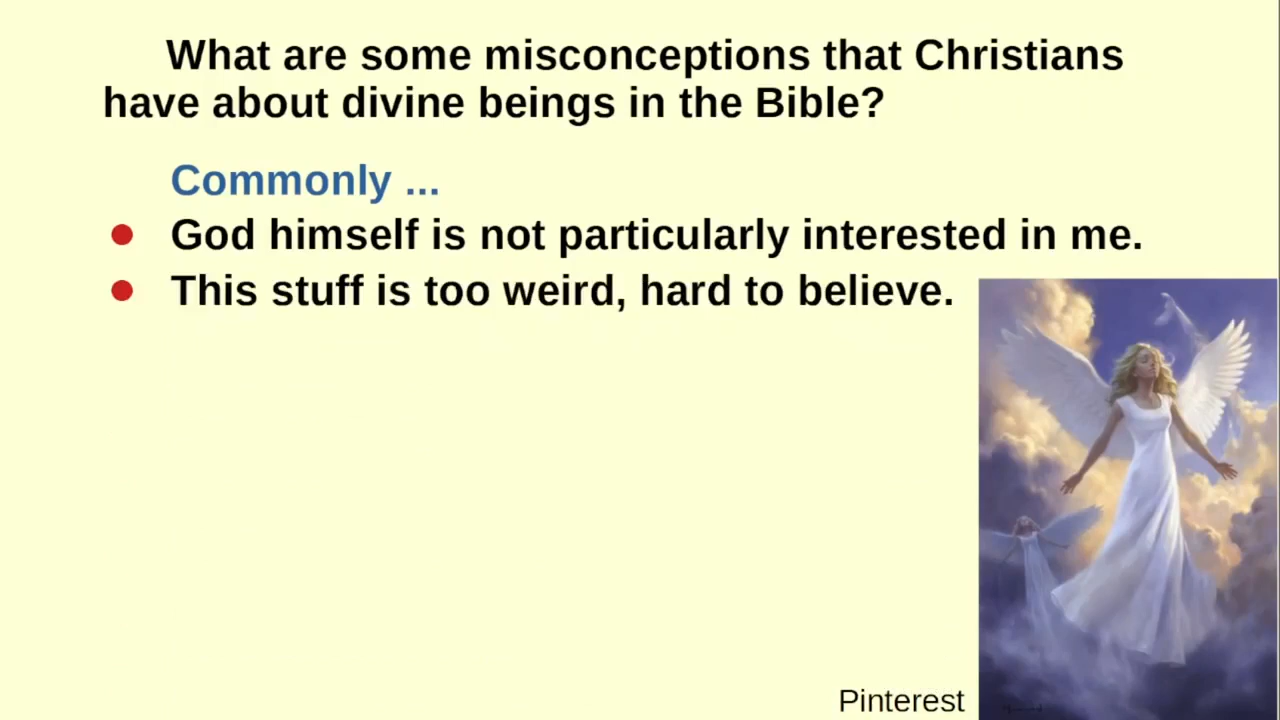 What are some misconceptions that Christians
have about divine beings in the Bible?
Commonly ...
God himself is not particularly interested in me.
This stuff is too weird, hard to believe.
Pinterest